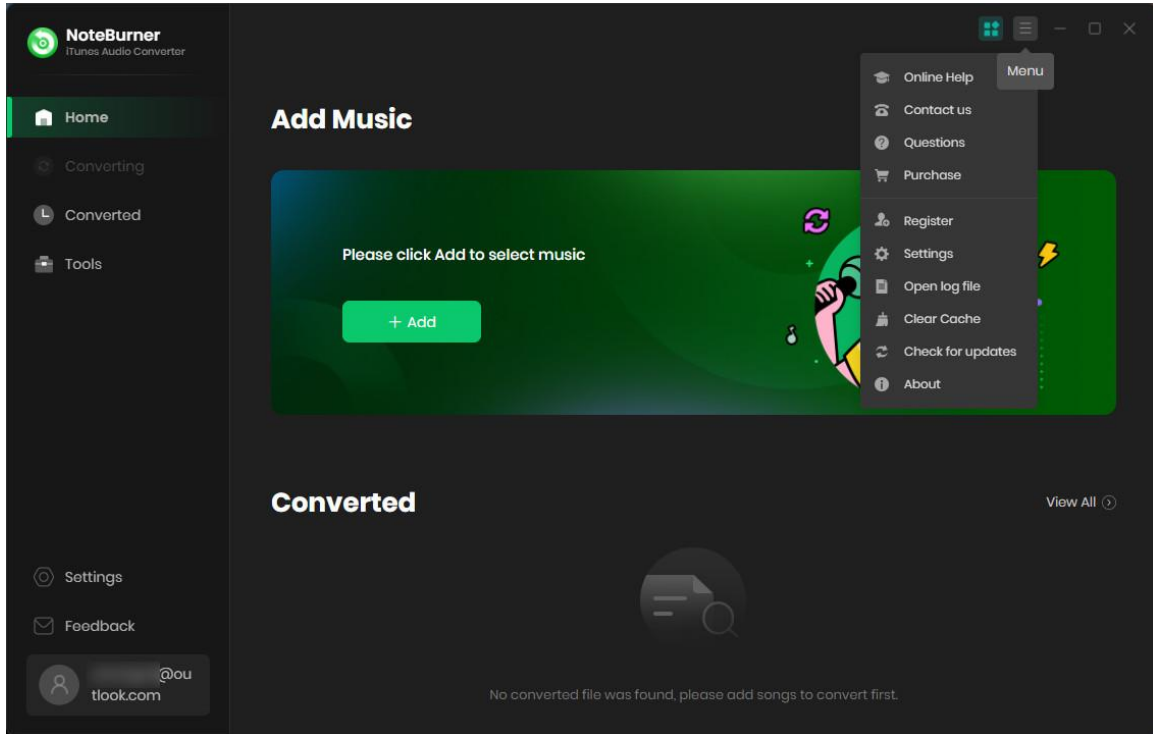 NoteBurner
iTunes Audio Converter
Home
Converting
Converted
Tools
Settings
Feedback
@ou
tlook.com
Menu
Online Help
Contact us
Questions
Purchase
Register
Settings
Open log file
Clear Cache
Check for updates
About
Add Music
Please click Add to select music
+ Add
Converted
View All
No converted file was found, please add songs to convert first.